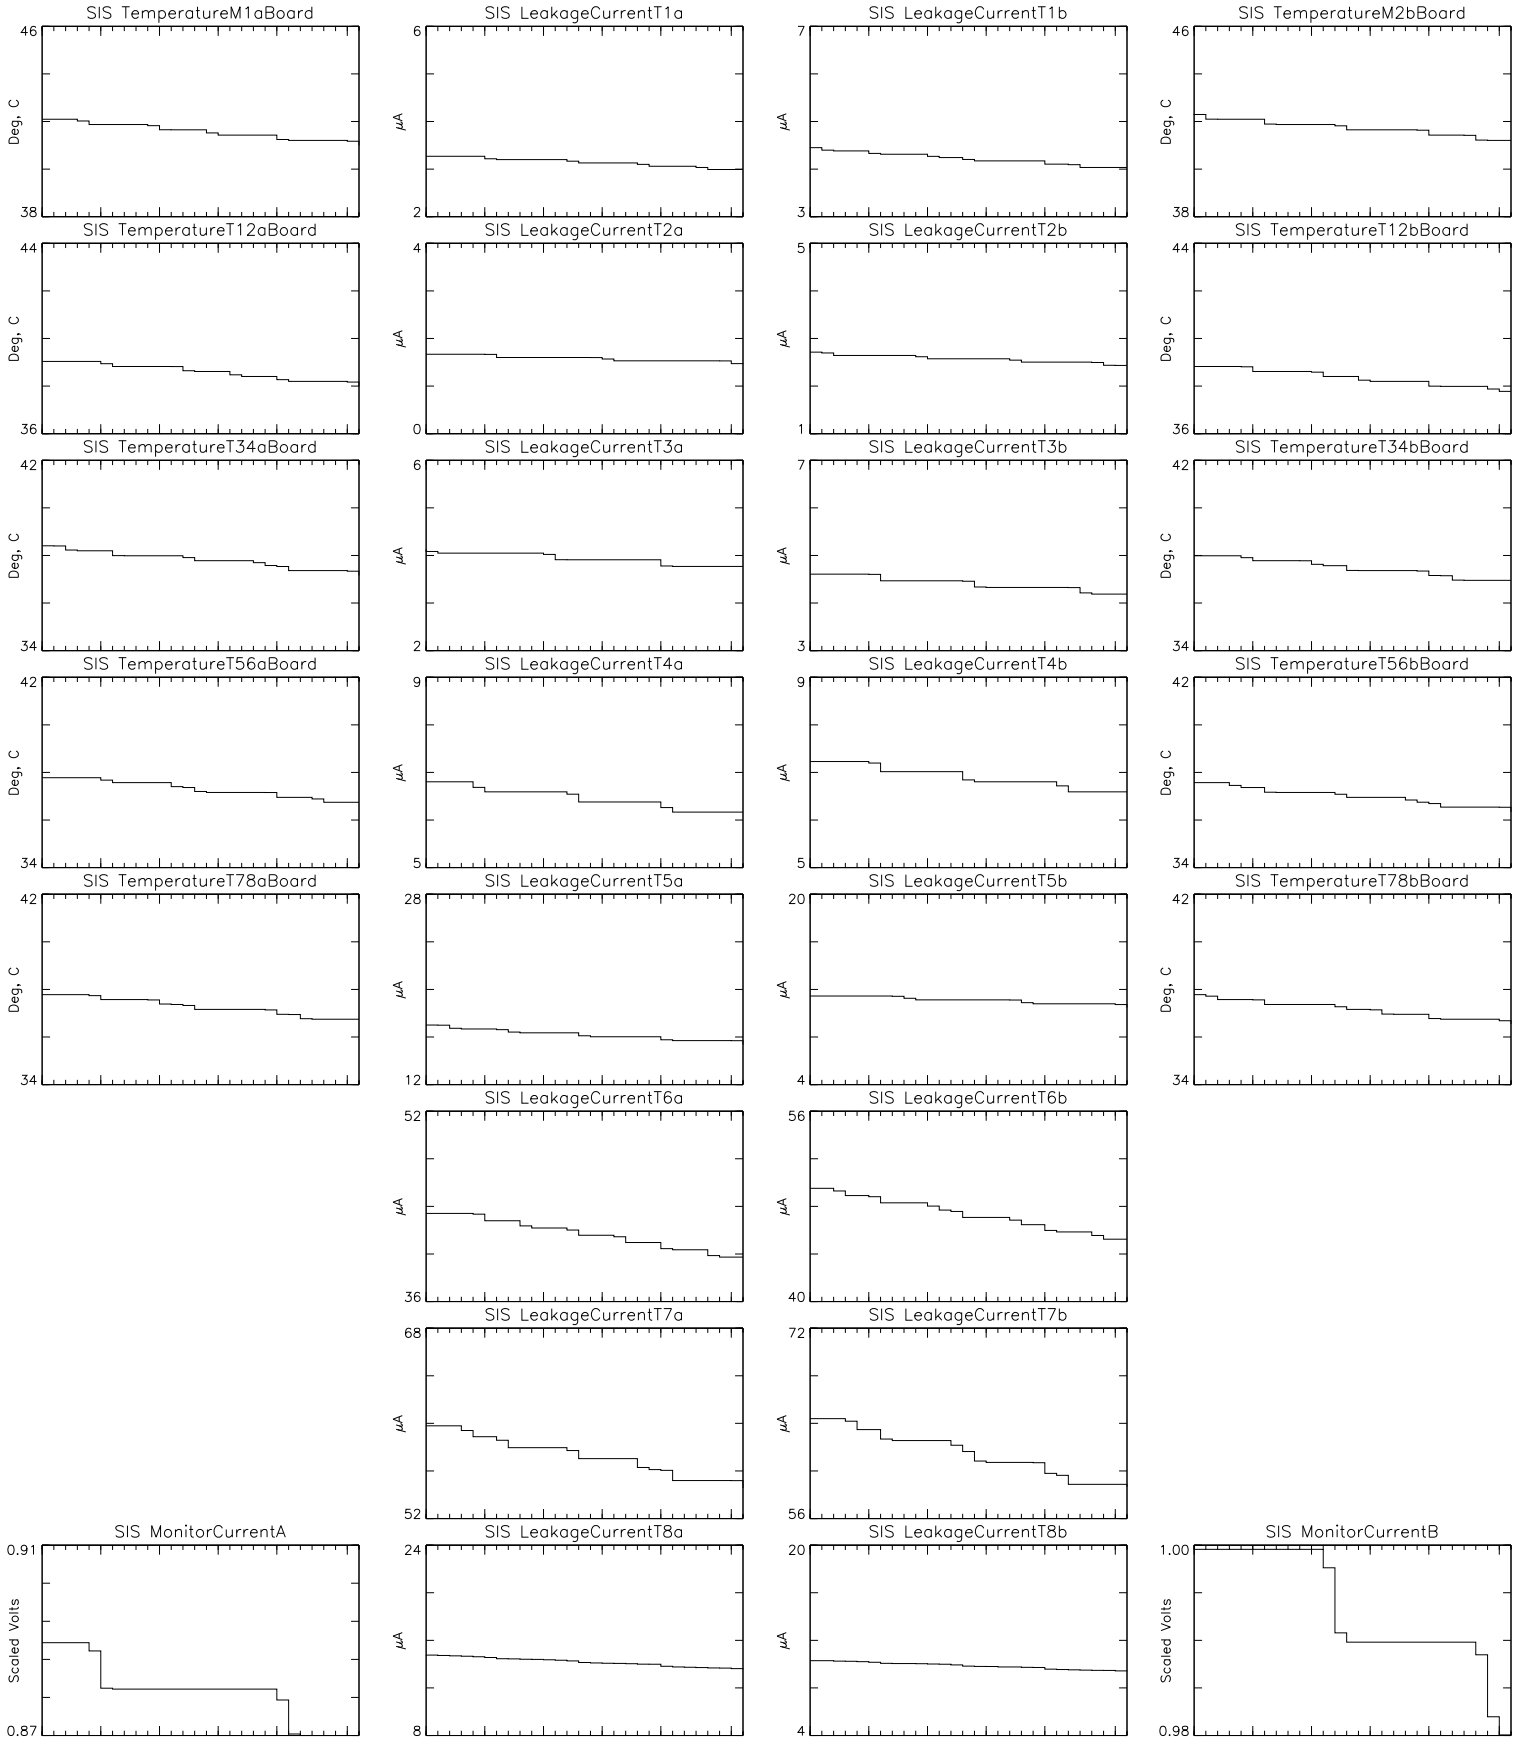 SIS TemperatureM1aBoard
46
Deg, C
38
SIS LeakageCurrentT1a
6
μA
2
SIS LeakageCurrentT1b
7
μA
3
SIS TemperatureM2bBoard
46
Deg, C
38
SIS TemperatureT12aBoard
44
Deg, C
36
SIS LeakageCurrentT2a
4
μA
0
SIS LeakageCurrentT2b
5
μA
1
SIS TemperatureT12bBoard
44
Deg, C
36
SIS TemperatureT34aBoard
42
Deg, C
34
SIS LeakageCurrentT3a
6
μA
2
SIS LeakageCurrentT3b
7
μA
3
SIS TemperatureT34bBoard
42
Deg, C
34
SIS TemperatureT56aBoard
42
Deg, C
34
SIS LeakageCurrentT4a
9
μA
5
SIS LeakageCurrentT4b
9
μA
5
SIS TemperatureT56bBoard
42
Deg, C
34
SIS TemperatureT78aBoard
42
Deg, C
34
SIS LeakageCurrentT5a
28
μA
12
SIS LeakageCurrentT5b
20
μA
4
SIS TemperatureT78bBoard
42
Deg, C
34
SIS LeakageCurrentT6a
52
μA
36
SIS LeakageCurrentT6b
56
μA
40
SIS LeakageCurrentT7a
68
μA
52
SIS LeakageCurrentT7b
72
μA
56
SIS MonitorCurrentA
0.91
Scaled Volts
0.87
SIS LeakageCurrentT8a
24
μA
8
SIS LeakageCurrentT8b
20
μA
4
SIS MonitorCurrentB
1.00
Scaled Volts
0.98